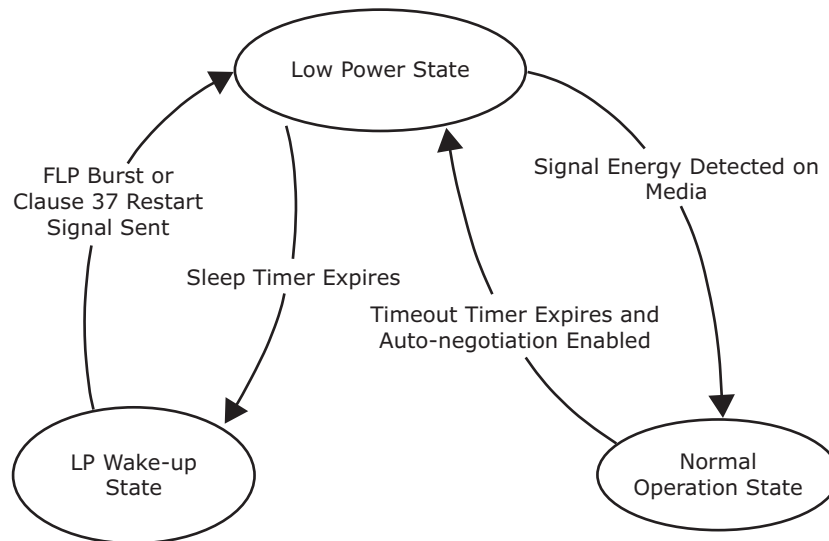 Low Power State
FLP Burst or
Clause 37 Restart
Signal Sent
Signal Energy Detected on
Media
Sleep Timer Expires
Timeout Timer Expires and
Auto-negotiation Enabled
LP Wake-up
State
Normal
Operation State